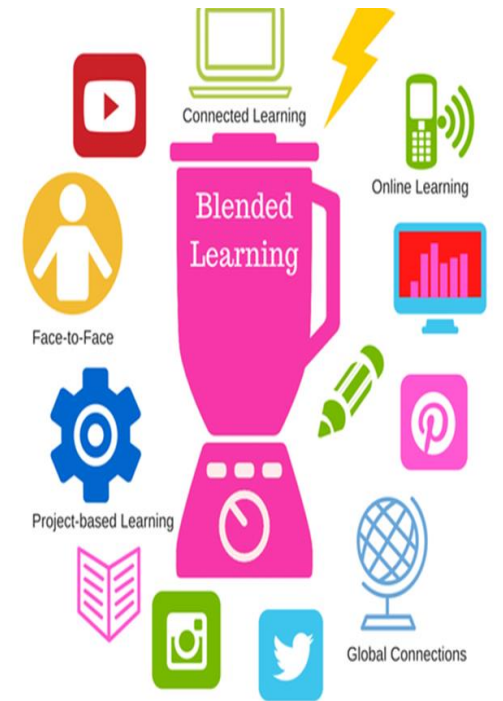 Connected Learning
Online Learning
Blended
Learning
Face-to-Face
Project-based Learning
Global Connections